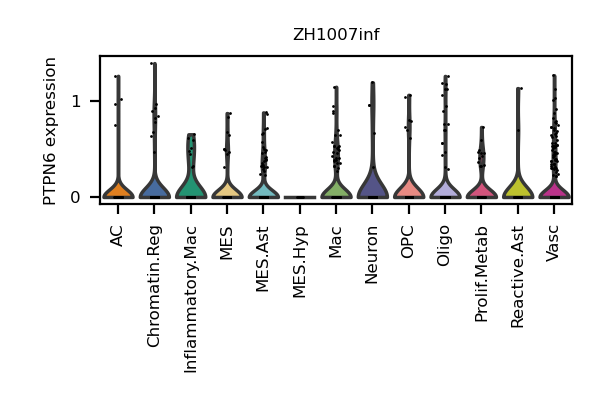 ZH1007inf
PTPN6 expression
1
0
AC
Chromatin.Reg
Inflammatory.Mac
MES
MES.Ast
MES.Hyp
Mac
Neuron
OPC
Oligo
Prolif.Metab
Reactive.Ast
Vasc